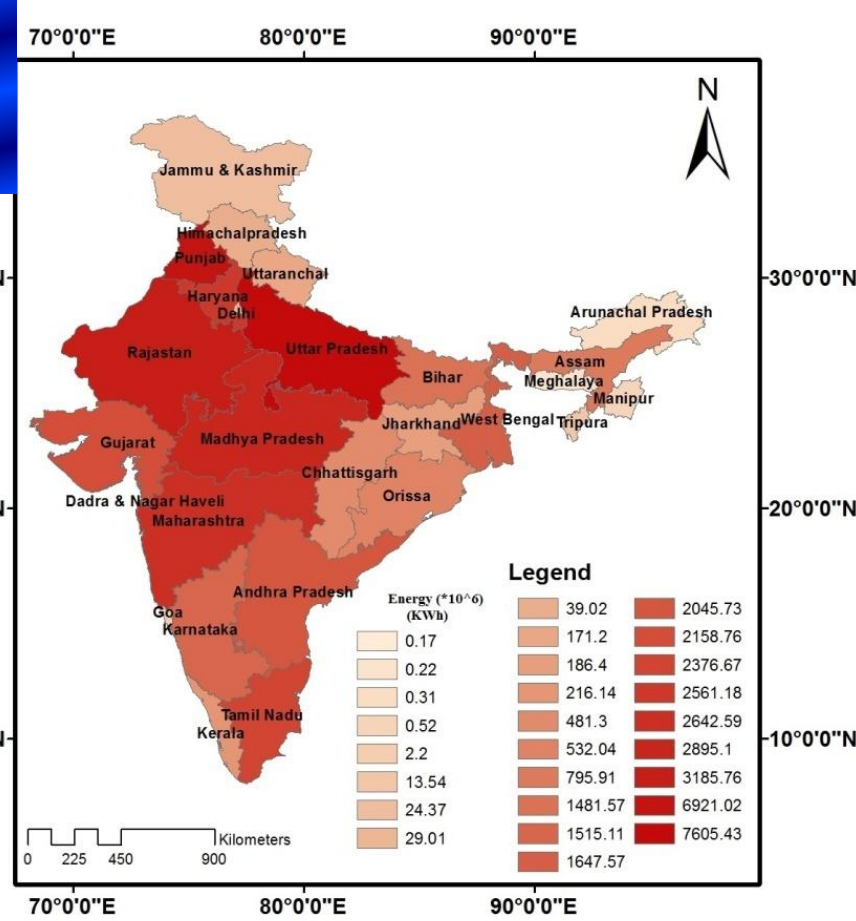 70°0'0"E 80°0'0"E 90°0'0"E
N
Jammu & Kashmir
Himachalpradesh
Punjab
Uttaranchal
30°0'0"N
Haryana
Delhi
Arunachal Pradesh
Rajastan
Uttar Pradesh
Assam
Bihar
Meghalaya
Manipur
Jharkhand
West Bengal
Tripura
Gujarat
Madhya Pradesh
Chhattisgarh
Orissa
Dadra & Nagar Haveli
20°0'0"N
Maharashtra
Andhra Pradesh
Goa
Karnataka
Tamil Nadu
Kerala
10°0'0"N
Energy (*10^6)
(KWh)
0.17
0.22
0.31
0.52
2.2
13.54
24.37
29.01
Legend
39.02
171.2
186.4
216.14
481.3
532.04
795.91
1481.57
1515.11
1647.57
2045.73
2158.76
2376.67
2561.18
2642.59
2895.1
3185.76
6921.02
7605.43
Kilometers
0 225 450 900
70°0'0"E 80°0'0"E 90°0'0"E